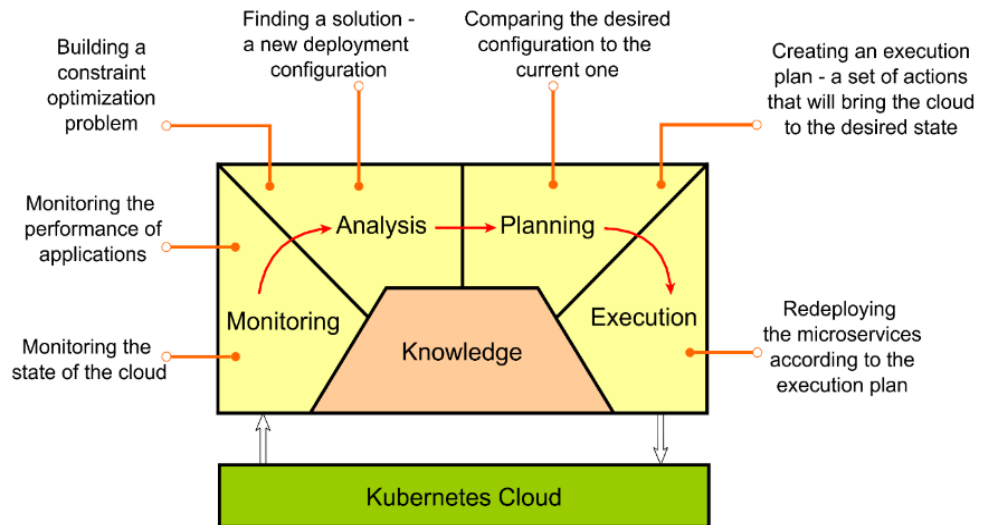 Building a
constraint
optimization
problem
Finding a solution -
a new deployment
configuration
Comparing the desired
configuration to the
current one
Creating an execution
plan - a set of actions
that will bring the cloud
to the desired state
Monitoring the
performance of
applications
Monitoring the
state of the cloud
Analysis
Planning
Monitoring
Execution
Knowledge
Redeploying
the microservices
according to the
execution plan
Kubernetes Cloud